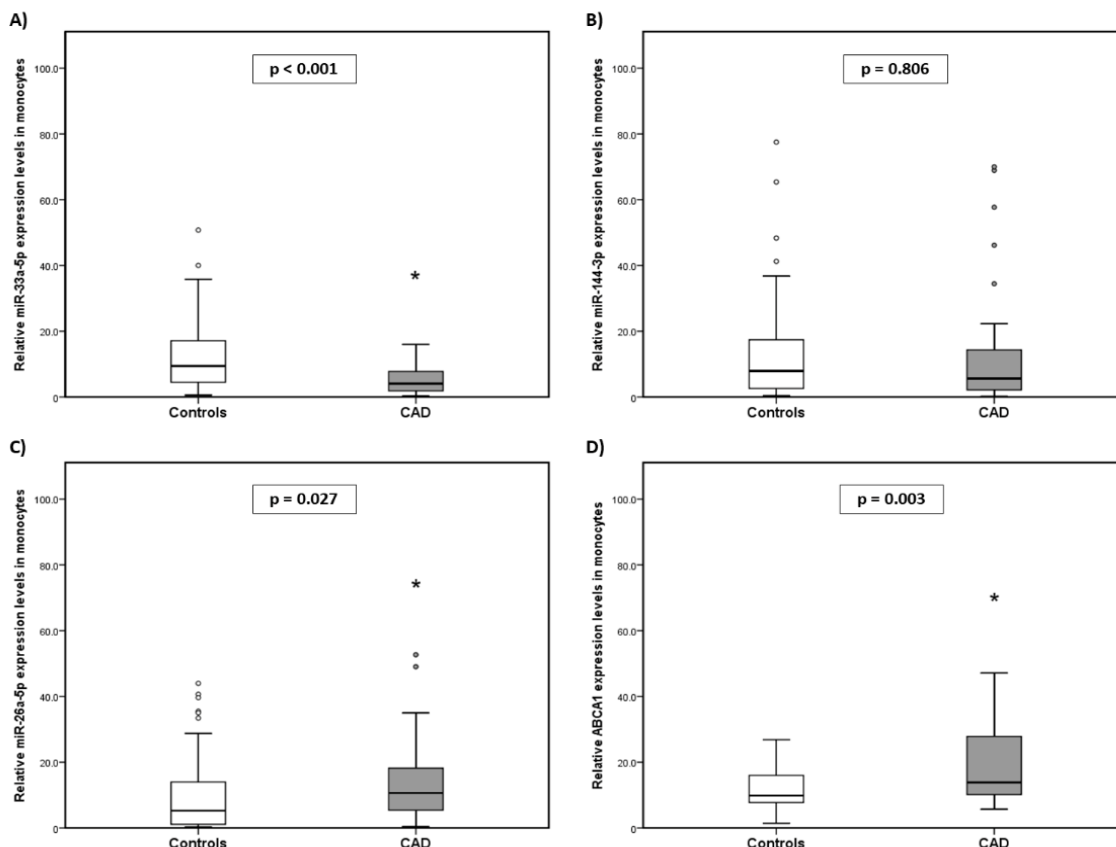 A)
Relative miR-33a-5p expression levels in monocytes
100.0
80.0
60.0
40.0
20.0
0
p < 0.001
*
Controls
CAD
B)
Relative miR-144-3p expression levels in monocytes
100.0
80.0
60.0
40.0
20.0
0
p = 0.806
Controls
CAD
C)
Relative miR-26a-5p expression levels in monocytes
100.0
80.0
60.0
40.0
20.0
0
p = 0.027
*
Controls
CAD
D)
Relative ABCA1 expression levels in monocytes
100.0
80.0
60.0
40.0
20.0
0
p = 0.003
*
Controls
CAD